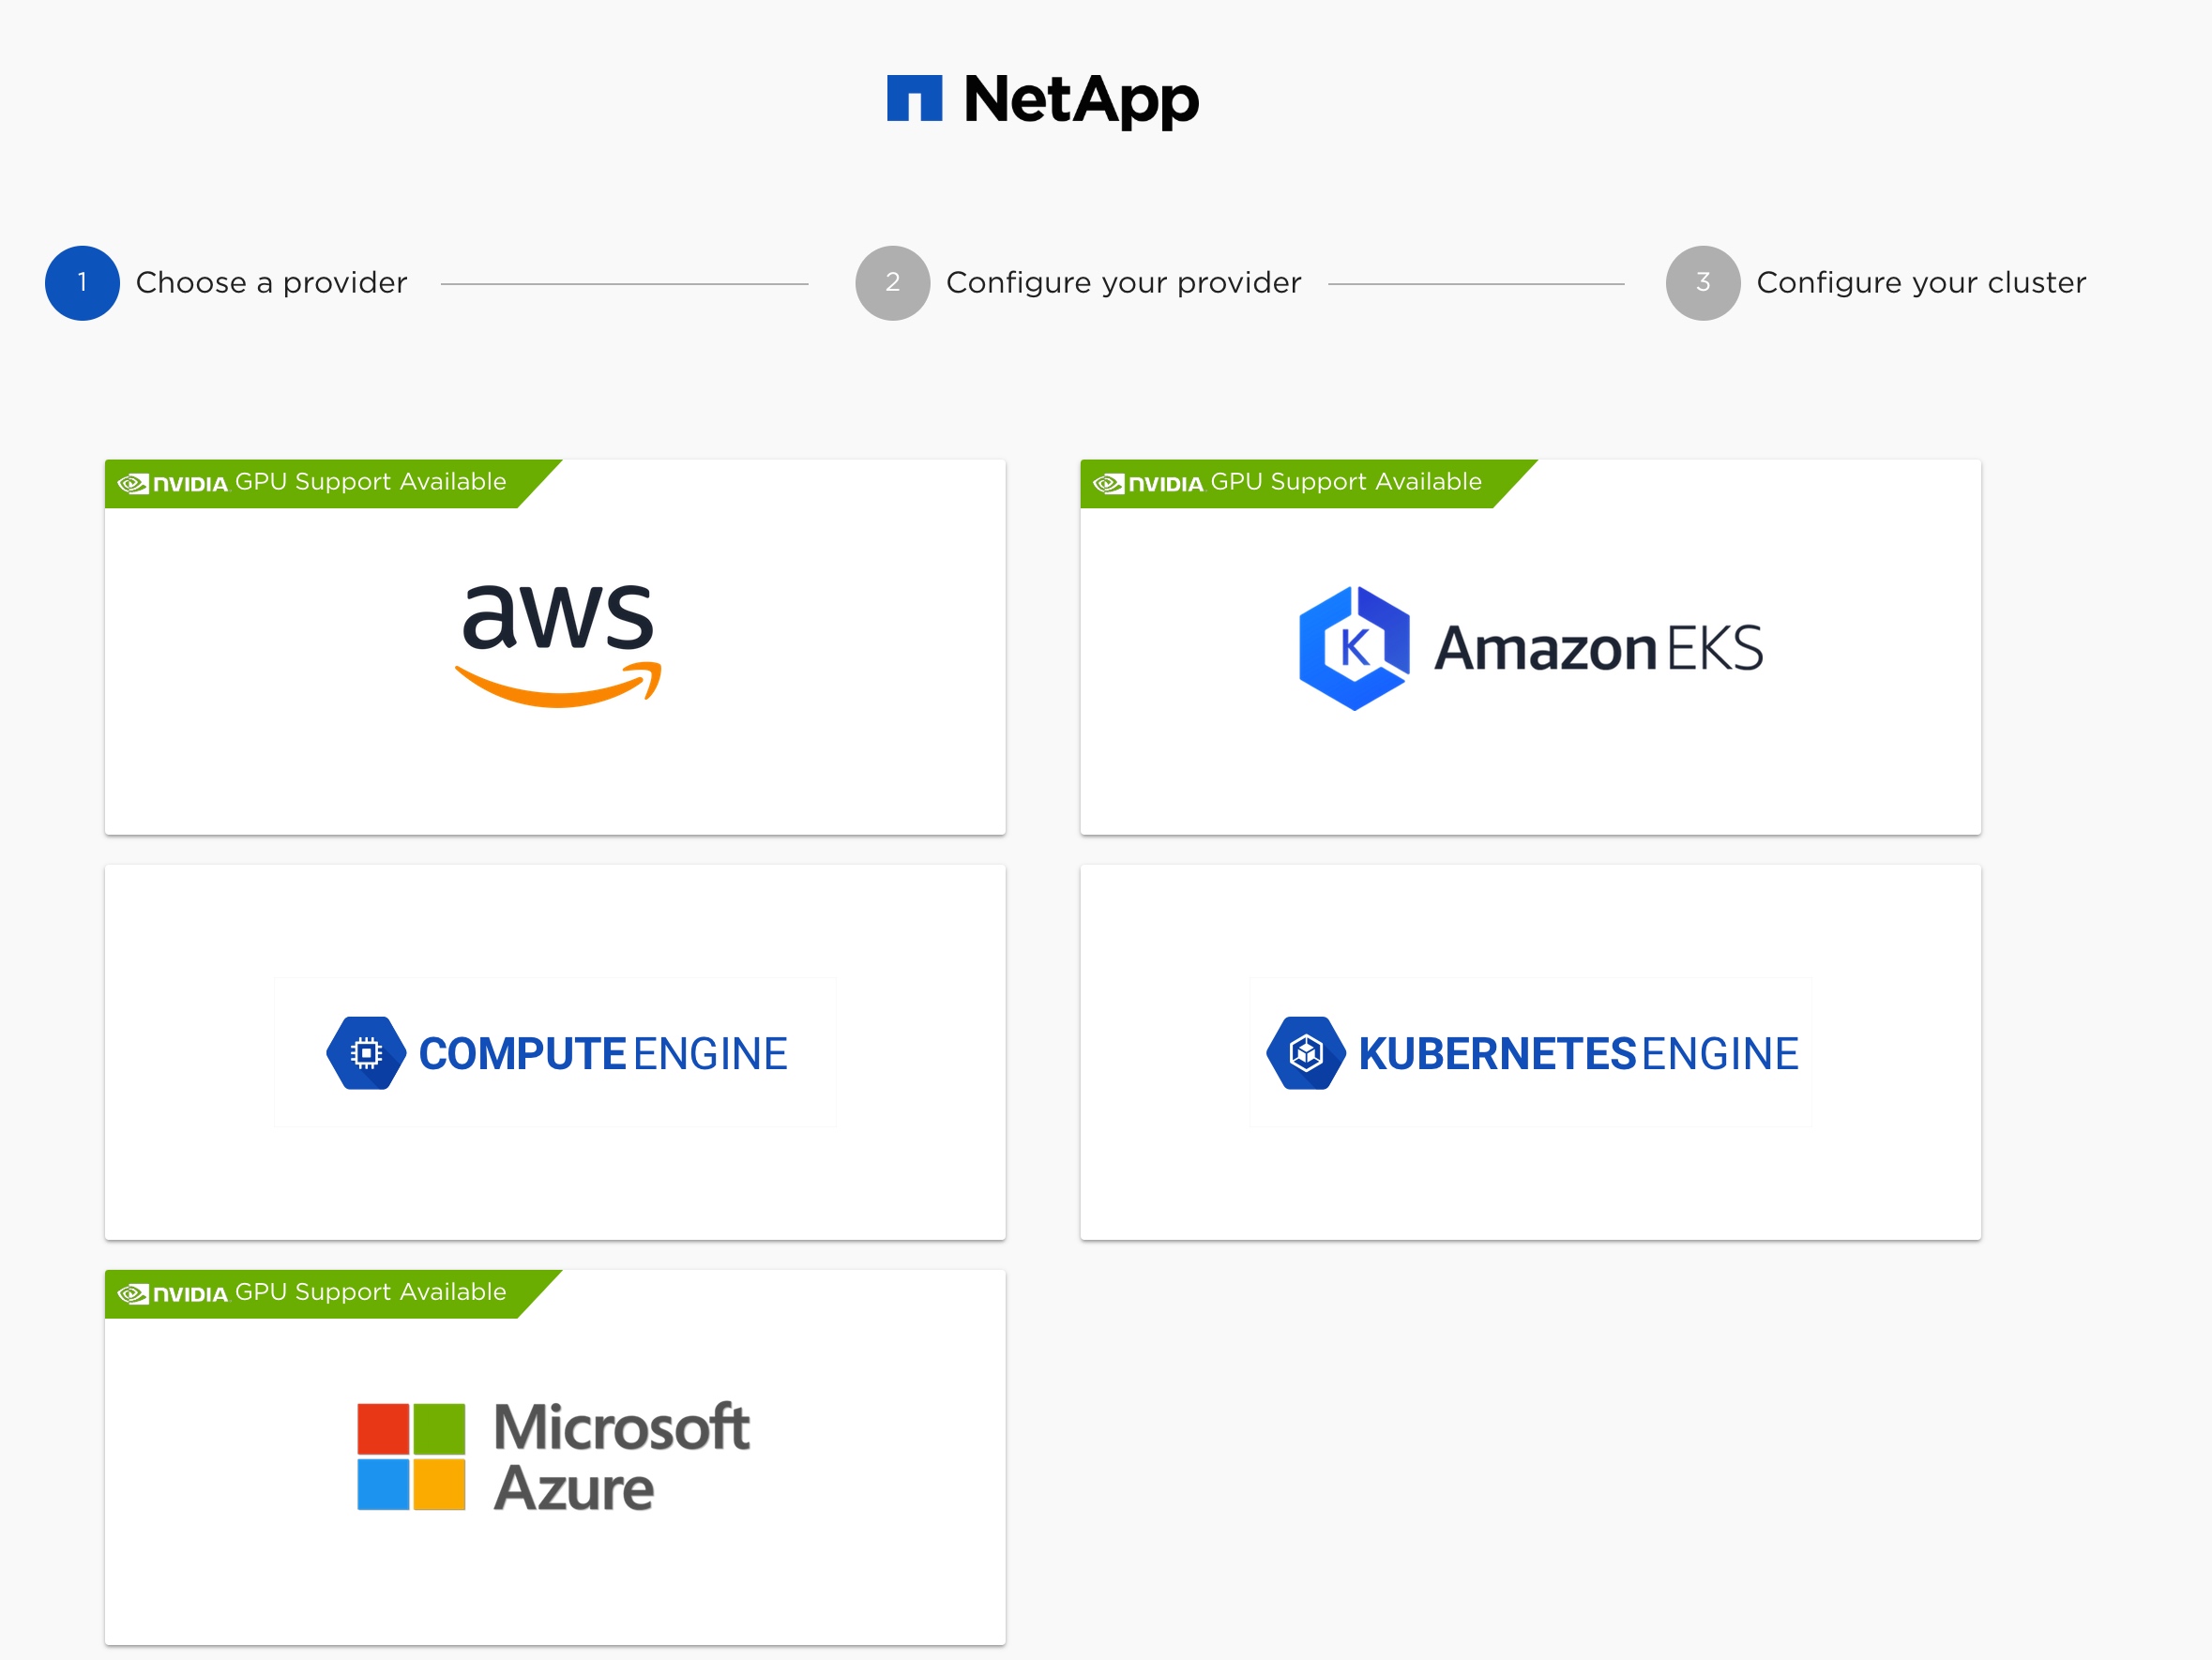 NetApp
1 Choose a provider
2 Configure your provider
3 Configure your cluster
NVIDIA GPU Support Available
aws
NVIDIA GPU Support Available
K Amazon EKS
COMPUTE ENGINE
KUBERNETES ENGINE
NVIDIA GPU Support Available
Microsoft
Azure